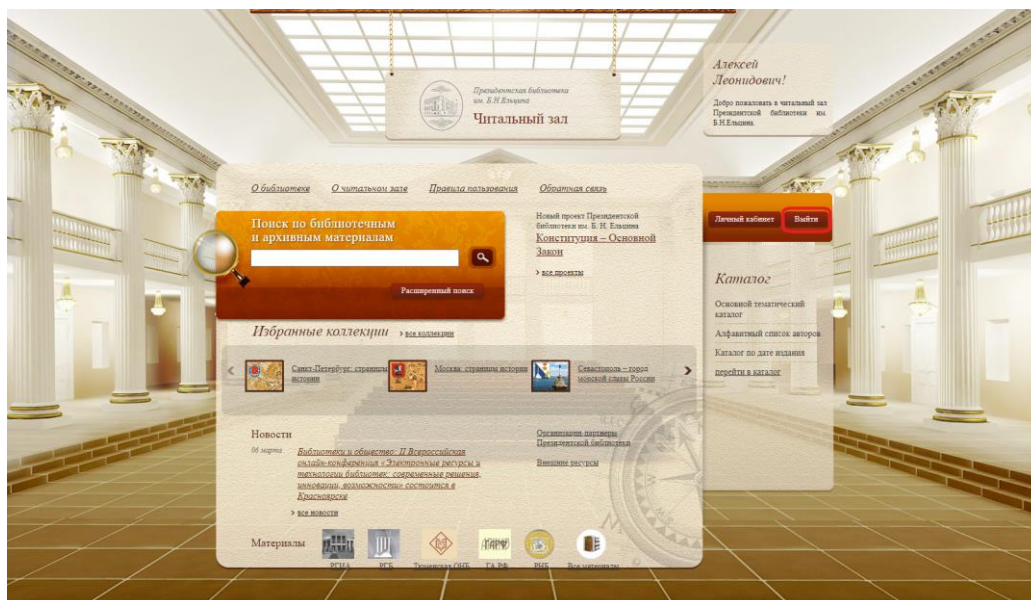 Президентская библиотека
им. Б.Н.Ельцина
Читальный зал
Алексей
Леонидович!
Добро пожаловать в читальный зал
Президентской библиотеки им.
Б.Н.Ельцина
О библиотеке О читальном зале Правила пользования Обратная связь
Поиск по библиотечным
и архивным материалам
Расширенный поиск
Новый проект Президентской
библиотеки им. Б. Н. Ельцина
Конституция – Основной
Закон
все проекты
Личный кабинет Выйти
Каталог
Основной тематический
каталог
Алфавитный список авторов
Каталог по дате издания
перейти в каталог
Избранные коллекции все коллекции
Санкт-Петербург: страницы
истории
Москва: страницы истории
Севастополь – город
морской славы России
Новости
06 марта
Библиотеки и общество: II Всероссийская
онлайн-конференция «Электронные ресурсы и
технологии библиотек: современные решения,
инновации, возможности» состоится в
Красноярске
все новости
Организации-партнеры
Президентской библиотеки
Внешние ресурсы
Материалы
РГИА РГБ Тюменская ОНБ ГА РФ РНБ Все материалы